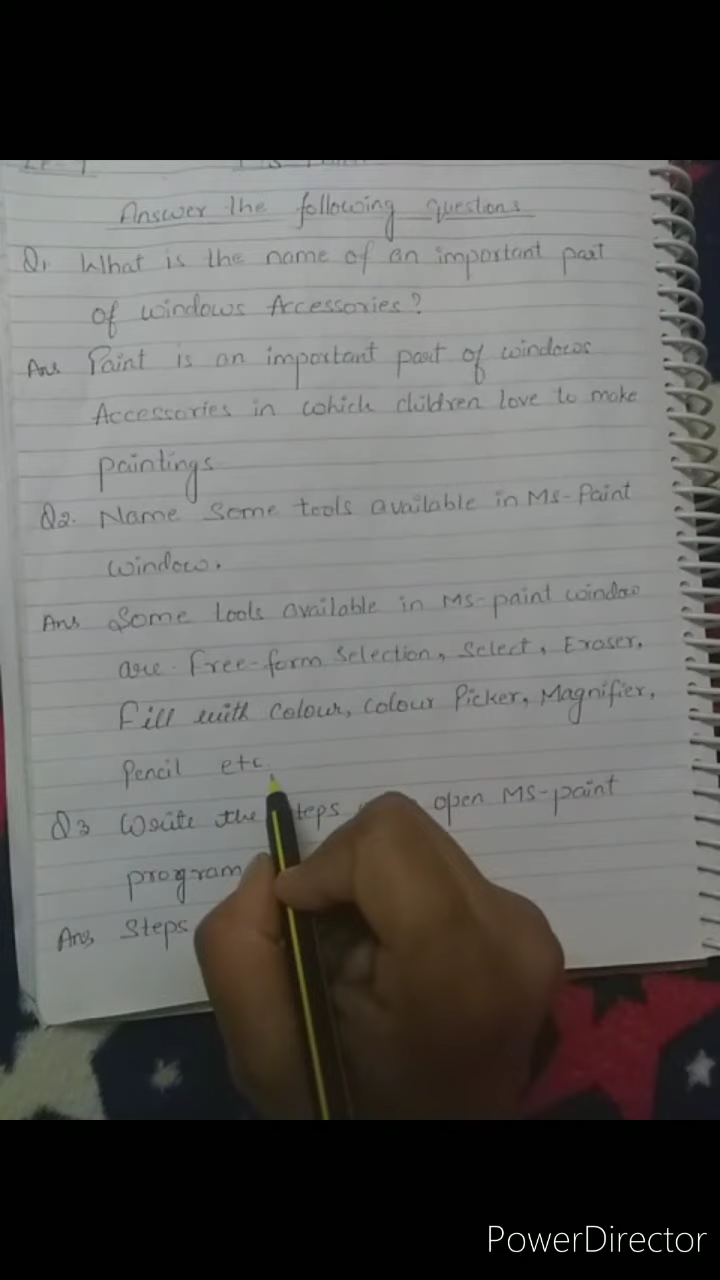 Answer the following questions
Q1 What is the name of an important part
of windows Accessories?
Ans Paint is an important part of windows
Accessories in which children love to make
paintings
Q2. Name Some tools available in Ms-Paint
window.
Ans Some tools available in Ms-paint window
are. Free-form Selection, Select, Eraser,
Fill with Colour, Colour Picker, Magnifier,
Pencil etc.
Q3 Write the Steps open MS-paint
program
Ans Steps
PowerDirector